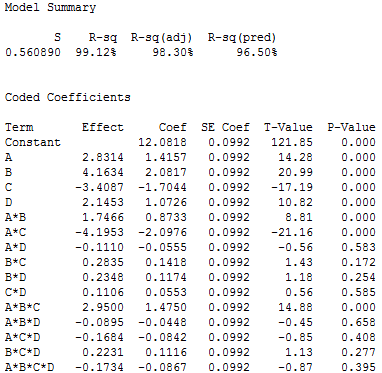 Model Summary
S R-sq R-sq(adj) R-sq(pred)
0.560890 99.12% 98.30% 96.50%
Coded Coefficients
Term Effect Coef SE Coef T-Value P-Value
Constant 12.0818 0.0992 121.85 0.000
A 2.8314 1.4157 0.0992 14.28 0.000
B 4.1634 2.0817 0.0992 20.99 0.000
C -3.4087 -1.7044 0.0992 -17.19 0.000
D 2.1453 1.0726 0.0992 10.82 0.000
A*B 1.7466 0.8733 0.0992 8.81 0.000
A*C -4.1953 -2.0976 0.0992 -21.16 0.000
A*D -0.1110 -0.0555 0.0992 -0.56 0.583
B*C 0.2835 0.1418 0.0992 1.43 0.172
B*D 0.2348 0.1174 0.0992 1.18 0.254
C*D 0.1106 0.0553 0.0992 0.56 0.585
A*B*C 2.9500 1.4750 0.0992 14.88 0.000
A*B*D -0.0895 -0.0448 0.0992 -0.45 0.658
A*C*D -0.1684 -0.0842 0.0992 -0.85 0.408
B*C*D 0.2231 0.1116 0.0992 1.13 0.277
A*B*C*D -0.1734 -0.0867 0.0992 -0.87 0.395